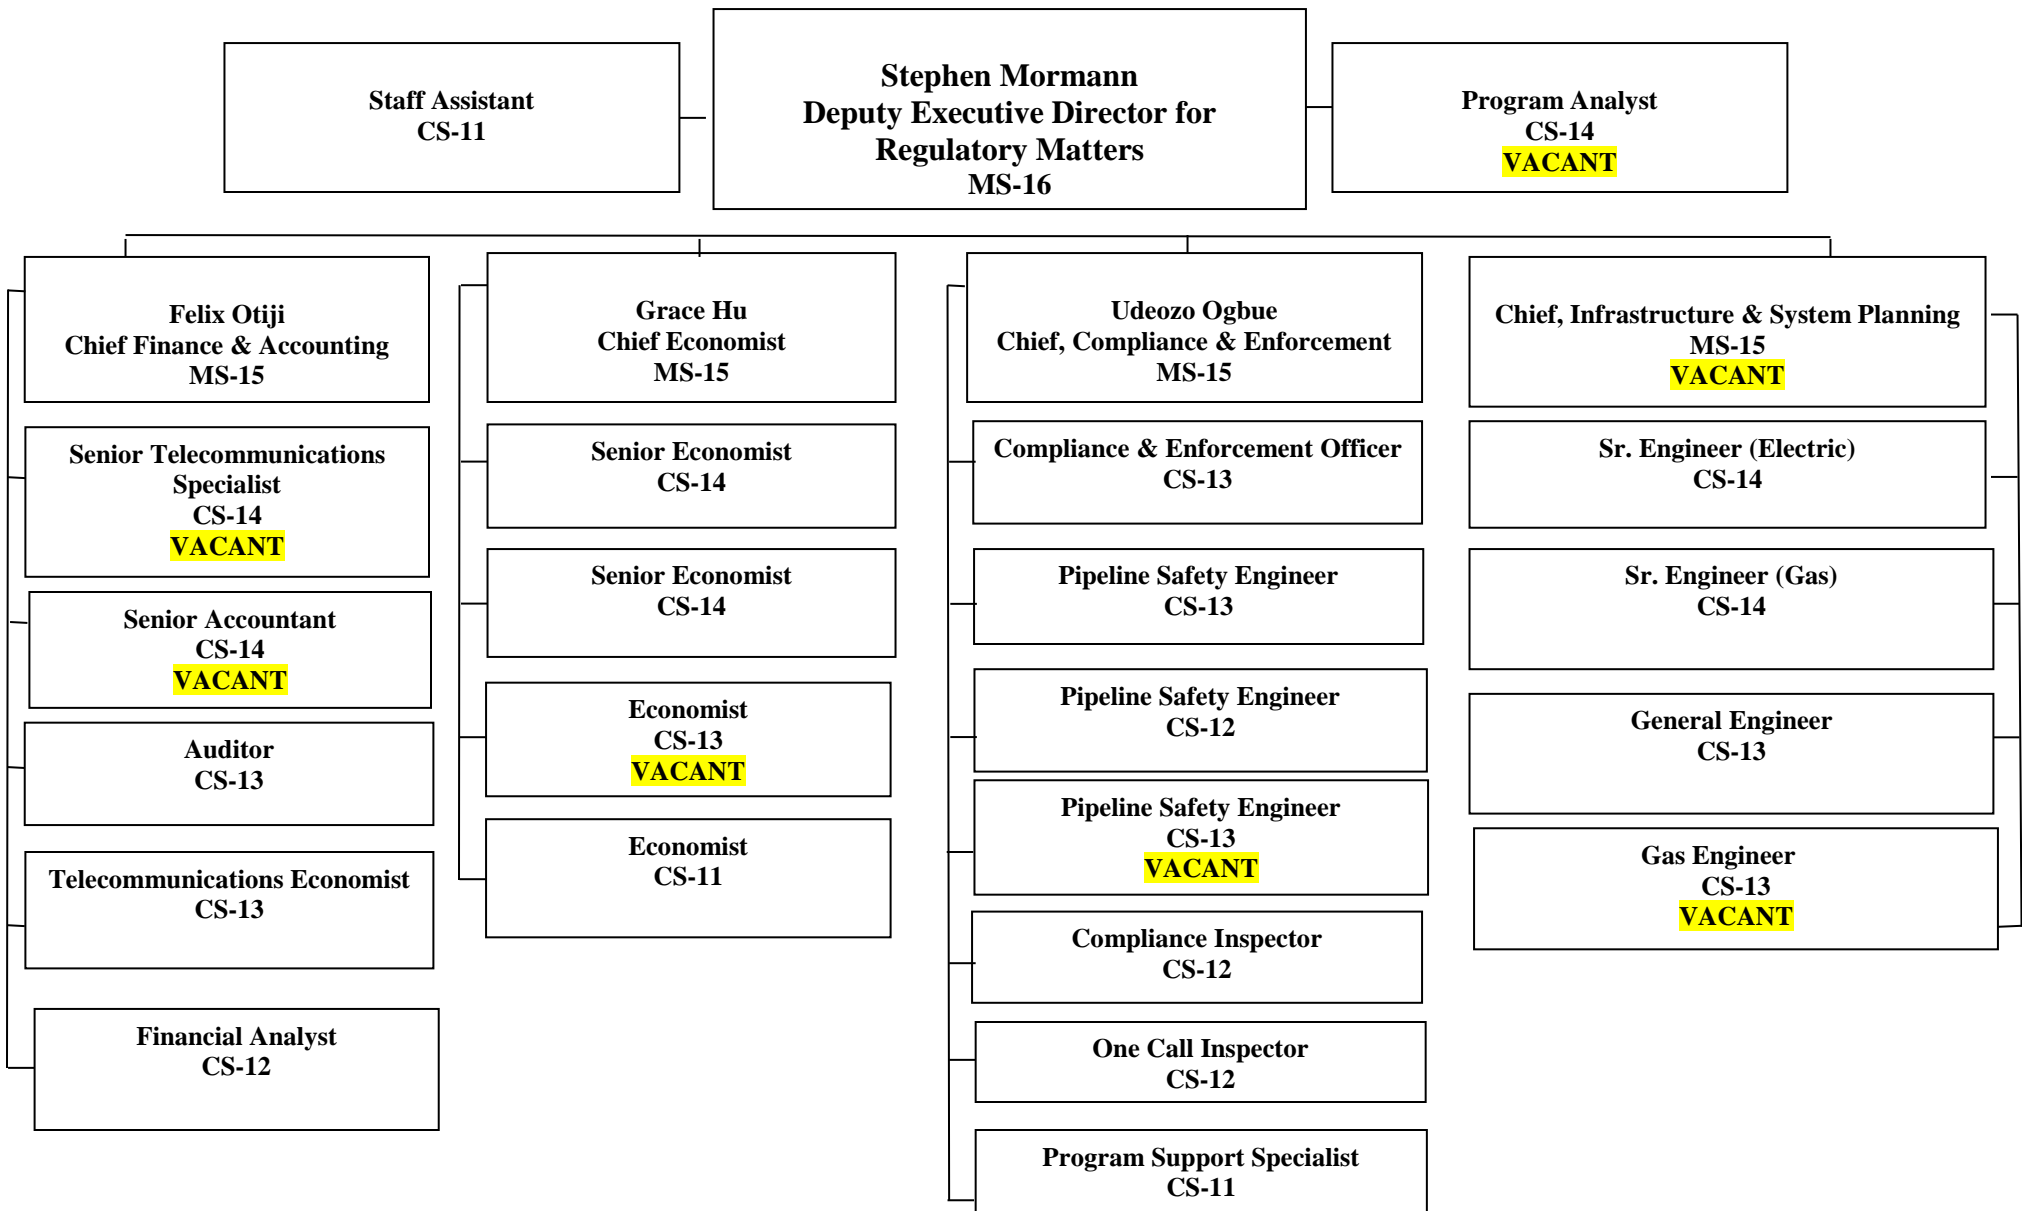 Staff Assistant
CS-11
Stephen Mormann
Deputy Executive Director for
Regulatory Matters
MS-16
Program Analyst
CS-14
VACANT
Felix Otiji
Chief Finance & Accounting
MS-15
Senior Telecommunications
Specialist
CS-14
VACANT
Senior Accountant
CS-14
VACANT
Auditor
CS-13
Telecommunications Economist
CS-13
Financial Analyst
CS-12
Grace Hu
Chief Economist
MS-15
Senior Economist
CS-14
Senior Economist
CS-14
Economist
CS-13
VACANT
Economist
CS-11
Udeozo Ogbue
Chief, Compliance & Enforcement
MS-15
Compliance & Enforcement Officer
CS-13
Pipeline Safety Engineer
CS-13
Pipeline Safety Engineer
CS-12
Pipeline Safety Engineer
CS-13
VACANT
Compliance Inspector
CS-12
One Call Inspector
CS-12
Program Support Specialist
CS-11
Chief, Infrastructure & System Planning
MS-15
VACANT
Sr. Engineer (Electric)
CS-14
Sr. Engineer (Gas)
CS-14
General Engineer
CS-13
Gas Engineer
CS-13
VACANT